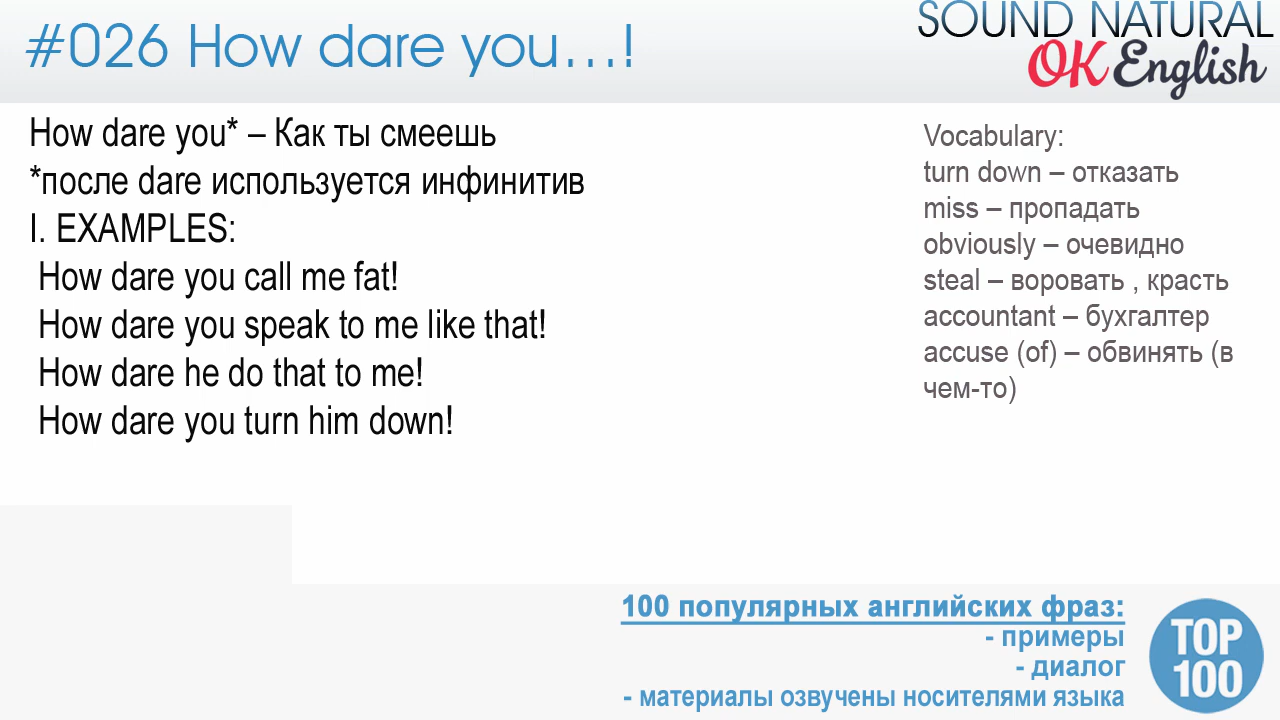 #026 How dare you...!
SOUND NATURAL
OK English
How dare you* – Как ты смеешь
*после dare используется инфинитив
I. EXAMPLES:
How dare you call me fat!
How dare you speak to me like that!
How dare he do that to me!
How dare you turn him down!
Vocabulary:
turn down – отказать
miss – пропадать
obviously – очевидно
steal – воровать , красть
accountant – бухгалтер
accuse (of) – обвинять (в
чем-то)
100 популярных английских фраз:
- примеры
- диалог
- материалы озвучены носителями языка
TOP
100